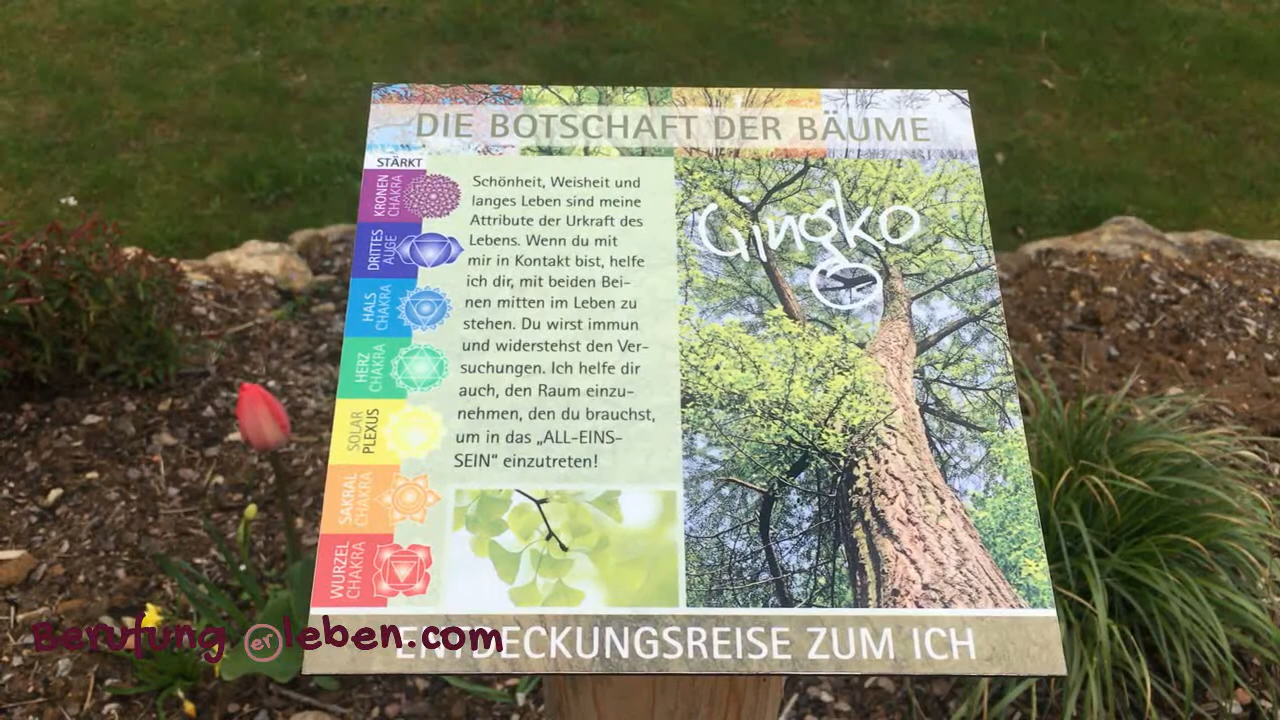 DIE BOTSCHAFT DER BÄUME
STÄRKT
KRONEN
CHAKRA
DRITTES
AUGE
HALS
CHAKRA
HERZ
CHAKRA
SOLAR
PLEXUS
SAKRAL
CHAKRA
WURZEL
CHAKRA
Schönheit, Weisheit und
langes Leben sind meine
Attribute der Urkraft des
Lebens. Wenn du mit
mir in Kontakt bist, helfe
ich dir, mit beiden Bei-
nen mitten im Leben zu
stehen. Du wirst immun
und widerstehst den Ver-
suchungen. Ich helfe dir
auch, den Raum einzu-
nehmen, den du brauchst,
um in das „ALL-EINS-
SEIN“ einzutreten!
Gingko
ENTDECKUNGSREISE ZUM ICH
Berufung erleben.com